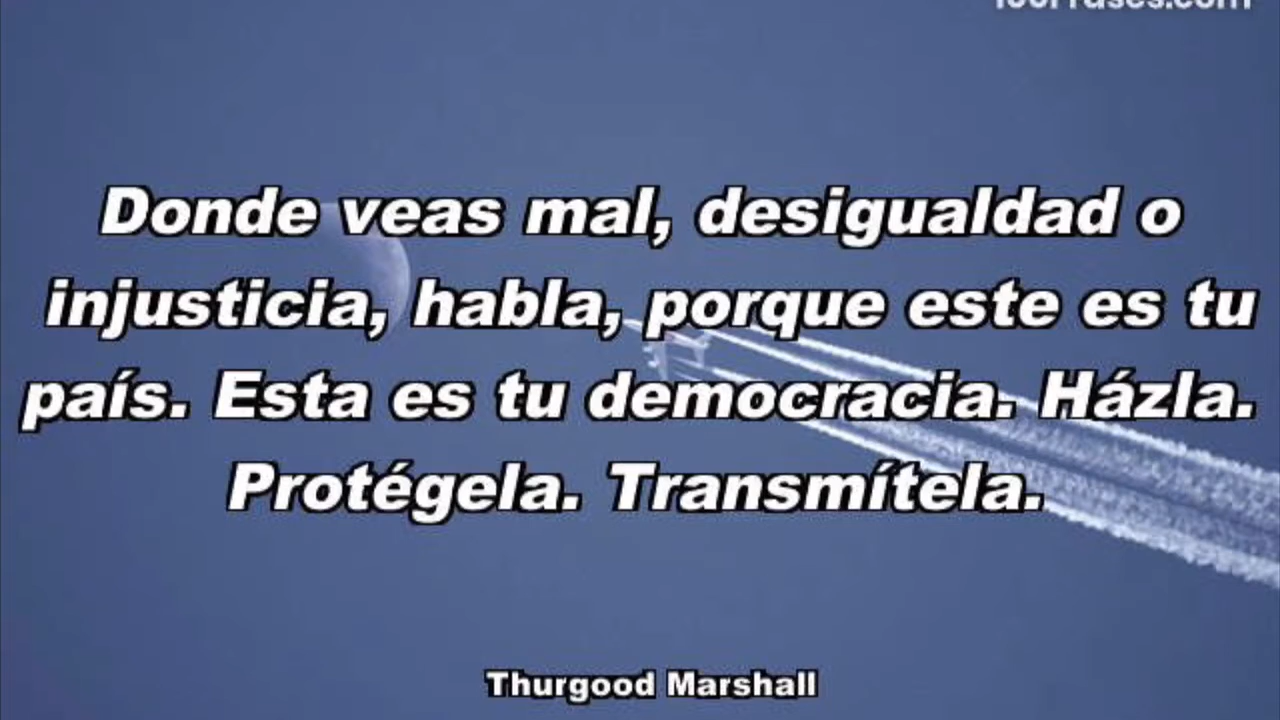 Donde veas mal, desigualdad o
injusticia, habla, porque este es tu
país. Esta es tu democracia. Házla.
Protégela. Transmítela.
Thurgood Marshall